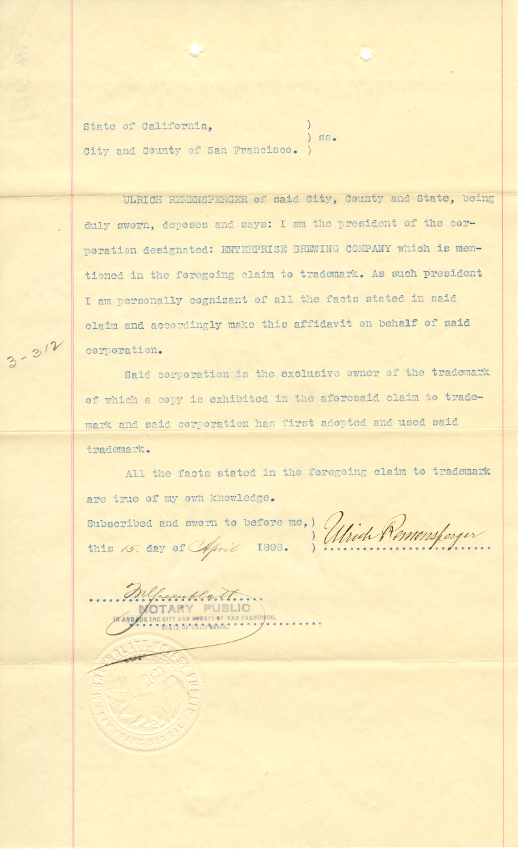 State of California, )
) ss.
City and County of San Francisco. )
ULRICH REMENSPERGER of said City, County and State, being
duly sworn, deposes and says: I am the president of the cor-
poration designated: ENTERPRISE BREWING COMPANY which is men-
tioned in the foregoing claim to trademark. As such president
I am personally cognizant of all the facts stated in said
claim and accordingly make this affidavit on behalf of said
corporation.
3-312
Said corporation is the exclusive owner of the trademark
of which a copy is exhibited in the aforesaid claim to trade-
mark and said corporation has first adopted and used said
trademark.
All the facts stated in the foregoing claim to trademark
are true of my own knowledge.
Subscribed and sworn to before me,)
) Ulrich Remensperger
this 15. day of April 1898. )
NOTARY PUBLIC
IN AND FOR THE CITY AND COUNTY OF SAN FRANCISCO,
STATE OF CALIFORNIA.